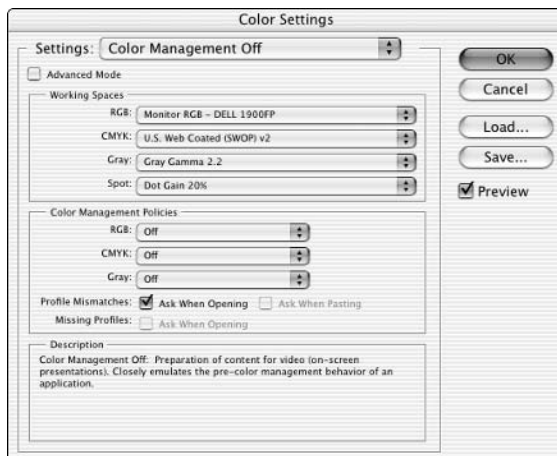 Color Settings
Settings: Color Management Off
Advanced Mode
Working Spaces
RGB: Monitor RGB - DELL 1900FP
CMYK: U.S. Web Coated (SWOP) v2
Gray: Gray Gamma 2.2
Spot: Dot Gain 20%
Color Management Policies
RGB: Off
CMYK: Off
Gray: Off
Profile Mismatches: Ask When Opening Ask When Pasting
Missing Profiles: Ask When Opening
Description
Color Management Off: Preparation of content for video (on-screen
presentations). Closely emulates the pre-color management behavior of an
application.
OK
Cancel
Load...
Save...
Preview